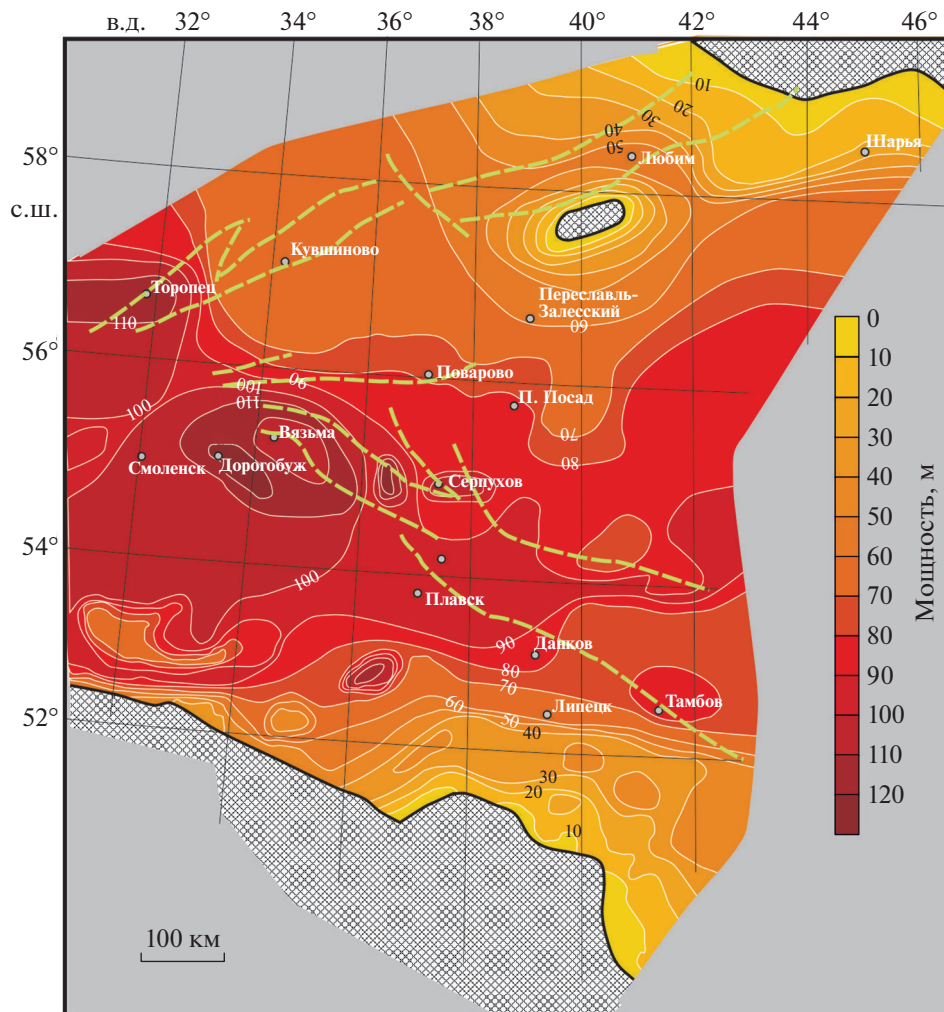 в.д. 32° 34° 36° 38° 40° 42° 44° 46°
10
20
30
40
50
58°
Любим
Шарья
с.ш.
Кувшиново
Торопец
110
Переславль-
Залесский
60
0
10
20
30
40
50
60
70
80
90
100
110
120
Мощность, м
56°
Поварово
90
100
110
100
П. Посад
70
80
Вязьма
Смоленск
Дорогобуж
Серпухов
54°
100
Плавск
90
Данков
80
70
60
50
Липецк
Тамбов
52°
40
30
20
10
100 км